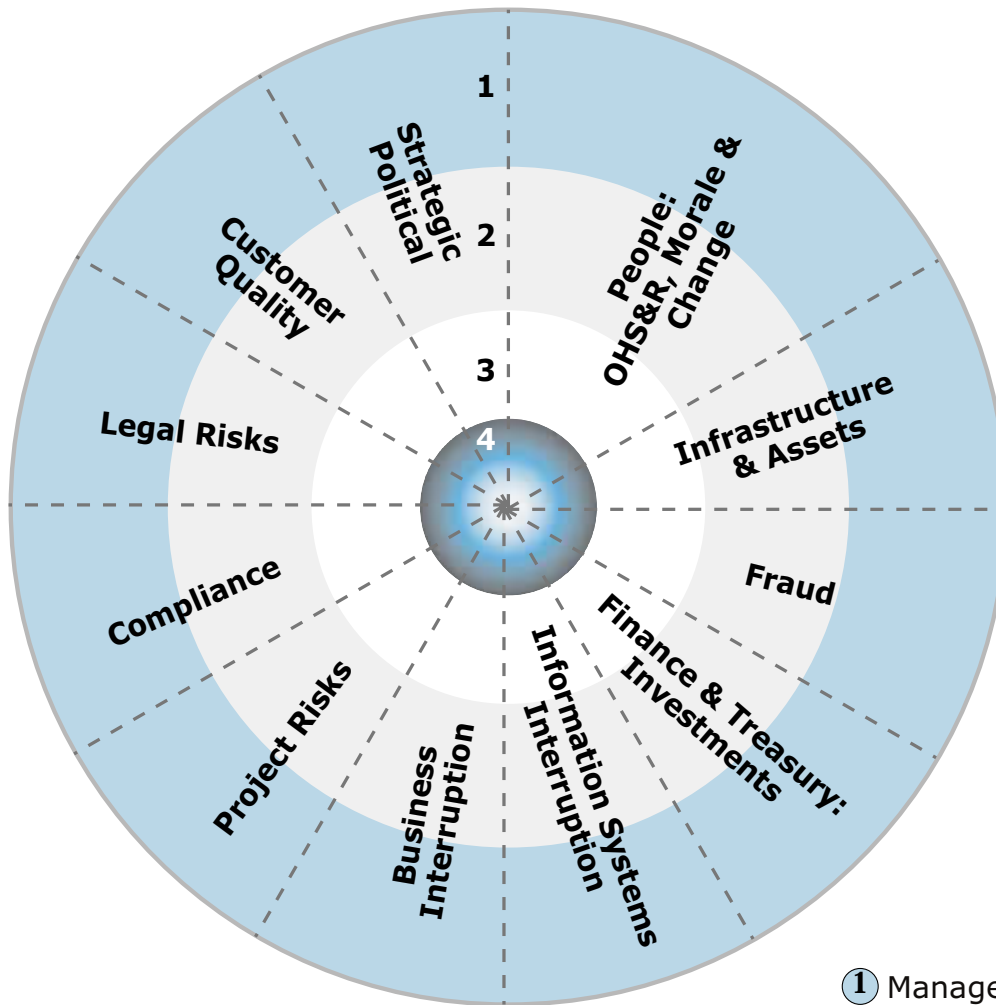 1
2
3
4
Strategic
Political
People:
OHS&R, Morale &
Change
Infrastructure
& Assets
Fraud
Finance & Treasury:
Investments
Information Systems
Interruption
Business
Interruption
Project Risks
Compliance
Legal Risks
Customer
Quality
1 Manage